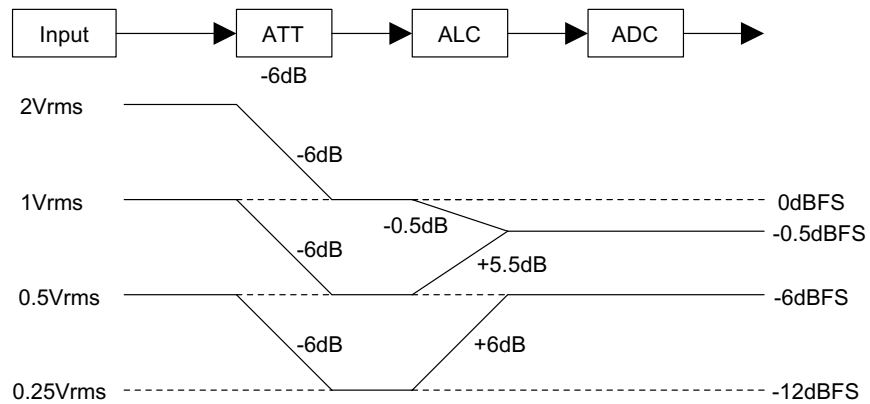 Input ATT ALC ADC
-6dB
2Vrms
-6dB
1Vrms 0dBFS
-0.5dB -0.5dBFS
-6dB
+5.5dB
0.5Vrms -6dBFS
-6dB +6dB
0.25Vrms -12dBFS